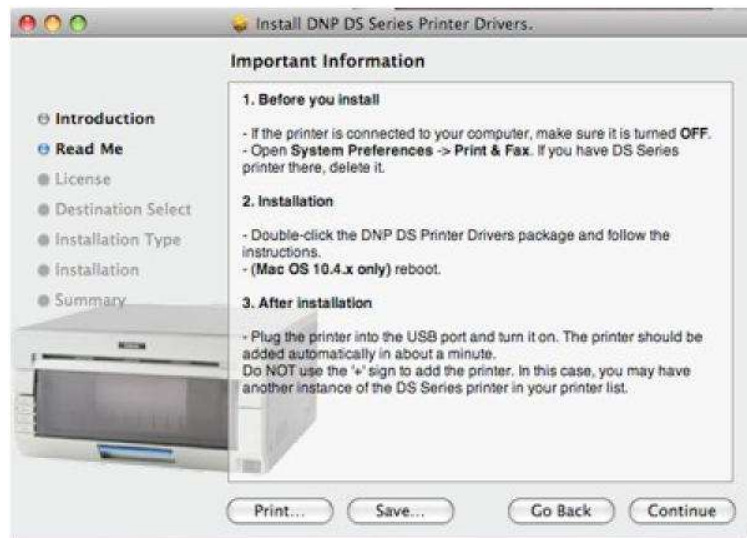 Install DNP DS Series Printer Drivers.
Important Information
Introduction
Read Me
License
Destination Select
Installation Type
Installation
Summary
1. Before you install
- If the printer is connected to your computer, make sure it is turned OFF.
- Open System Preferences -> Print & Fax. If you have DS Series
printer there, delete it.
2. Installation
- Double-click the DNP DS Printer Drivers package and follow the
instructions.
- (Mac OS 10.4.x only) reboot.
3. After installation
- Plug the printer into the USB port and turn it on. The printer should be
added automatically in about a minute.
Do NOT use the '+' sign to add the printer. In this case, you may have
another instance of the DS Series printer in your printer list.
Print...
Save...
Go Back
Continue